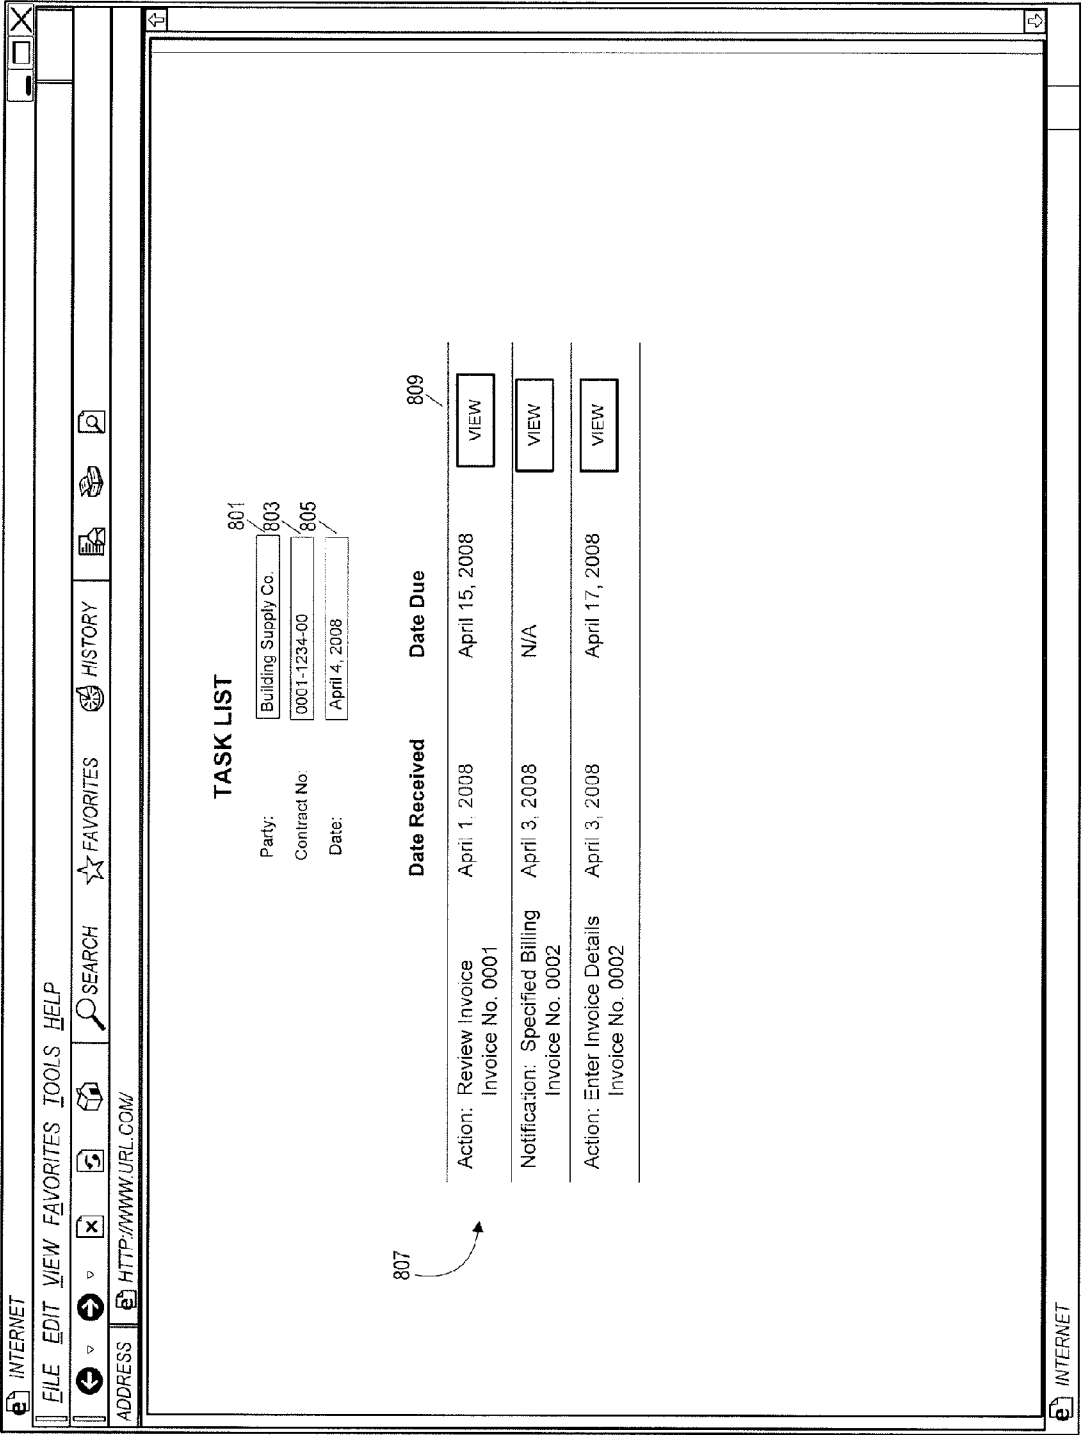 INTERNET
FILE EDIT VIEW FAVORITES TOOLS HELP
SEARCH FAVORITES HISTORY
ADDRESS HTTP://WWW.URL.COM/
TASK LIST
801
Party: Building Supply Co.
803
Contract No: 0001-1234-00
805
Date: April 4, 2008
807
809
Date Received Date Due
Action: Review Invoice April 1, 2008 April 15, 2008 VIEW
Invoice No. 0001
Notification: Specified Billing April 3, 2008 N/A VIEW
Invoice No. 0002
Action: Enter Invoice Details April 3, 2008 April 17, 2008 VIEW
Invoice No. 0002
INTERNET